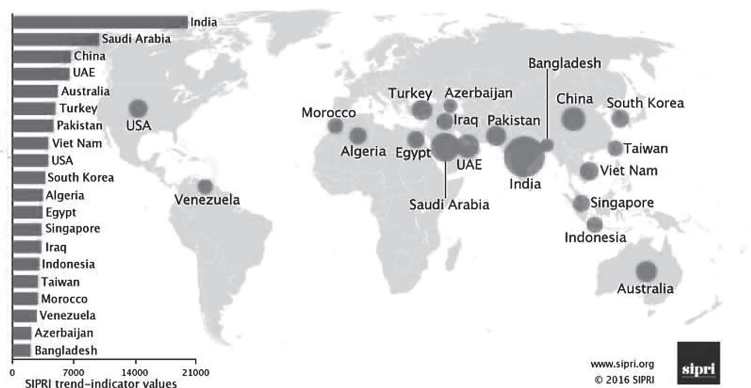 India
Saudi Arabia
China
UAE
Australia
Turkey
Pakistan
Viet Nam
USA
South Korea
Algeria
Egypt
Singapore
Iraq
Indonesia
Taiwan
Morocco
Venezuela
Azerbaijan
Bangladesh
0 7000 14000 21000
SIPRI trend-indicator values
USA
Venezuela
Bangladesh
Turkey Azerbaijan
China South Korea
Morocco
Iraq Pakistan
Algeria Egypt
UAE
Taiwan
Viet Nam
India
Saudi Arabia
Singapore
Indonesia
Australia
www.sipri.org
© 2016 SIPRI
sipri